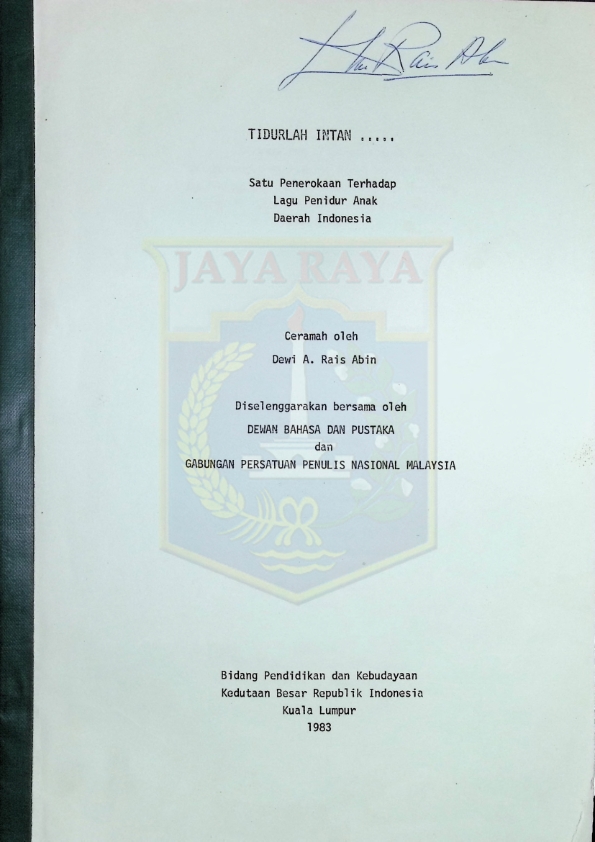 Rais Abin
TIDURLAH INTAN .....
Satu Penerokaan Terhadap
Lagu Penidur Anak
Daerah Indonesia
JAYA RAYA
Ceramah oleh
Dewi A. Rais Abin
Diselenggarakan bersama oleh
DEWAN BAHASA DAN PUSTAKA
dan
GABUNGAN PERSATUAN PENULIS NASIONAL MALAYSIA
Bidang Pendidikan dan Kebudayaan
Kedutaan Besar Republik Indonesia
Kuala Lumpur
1983